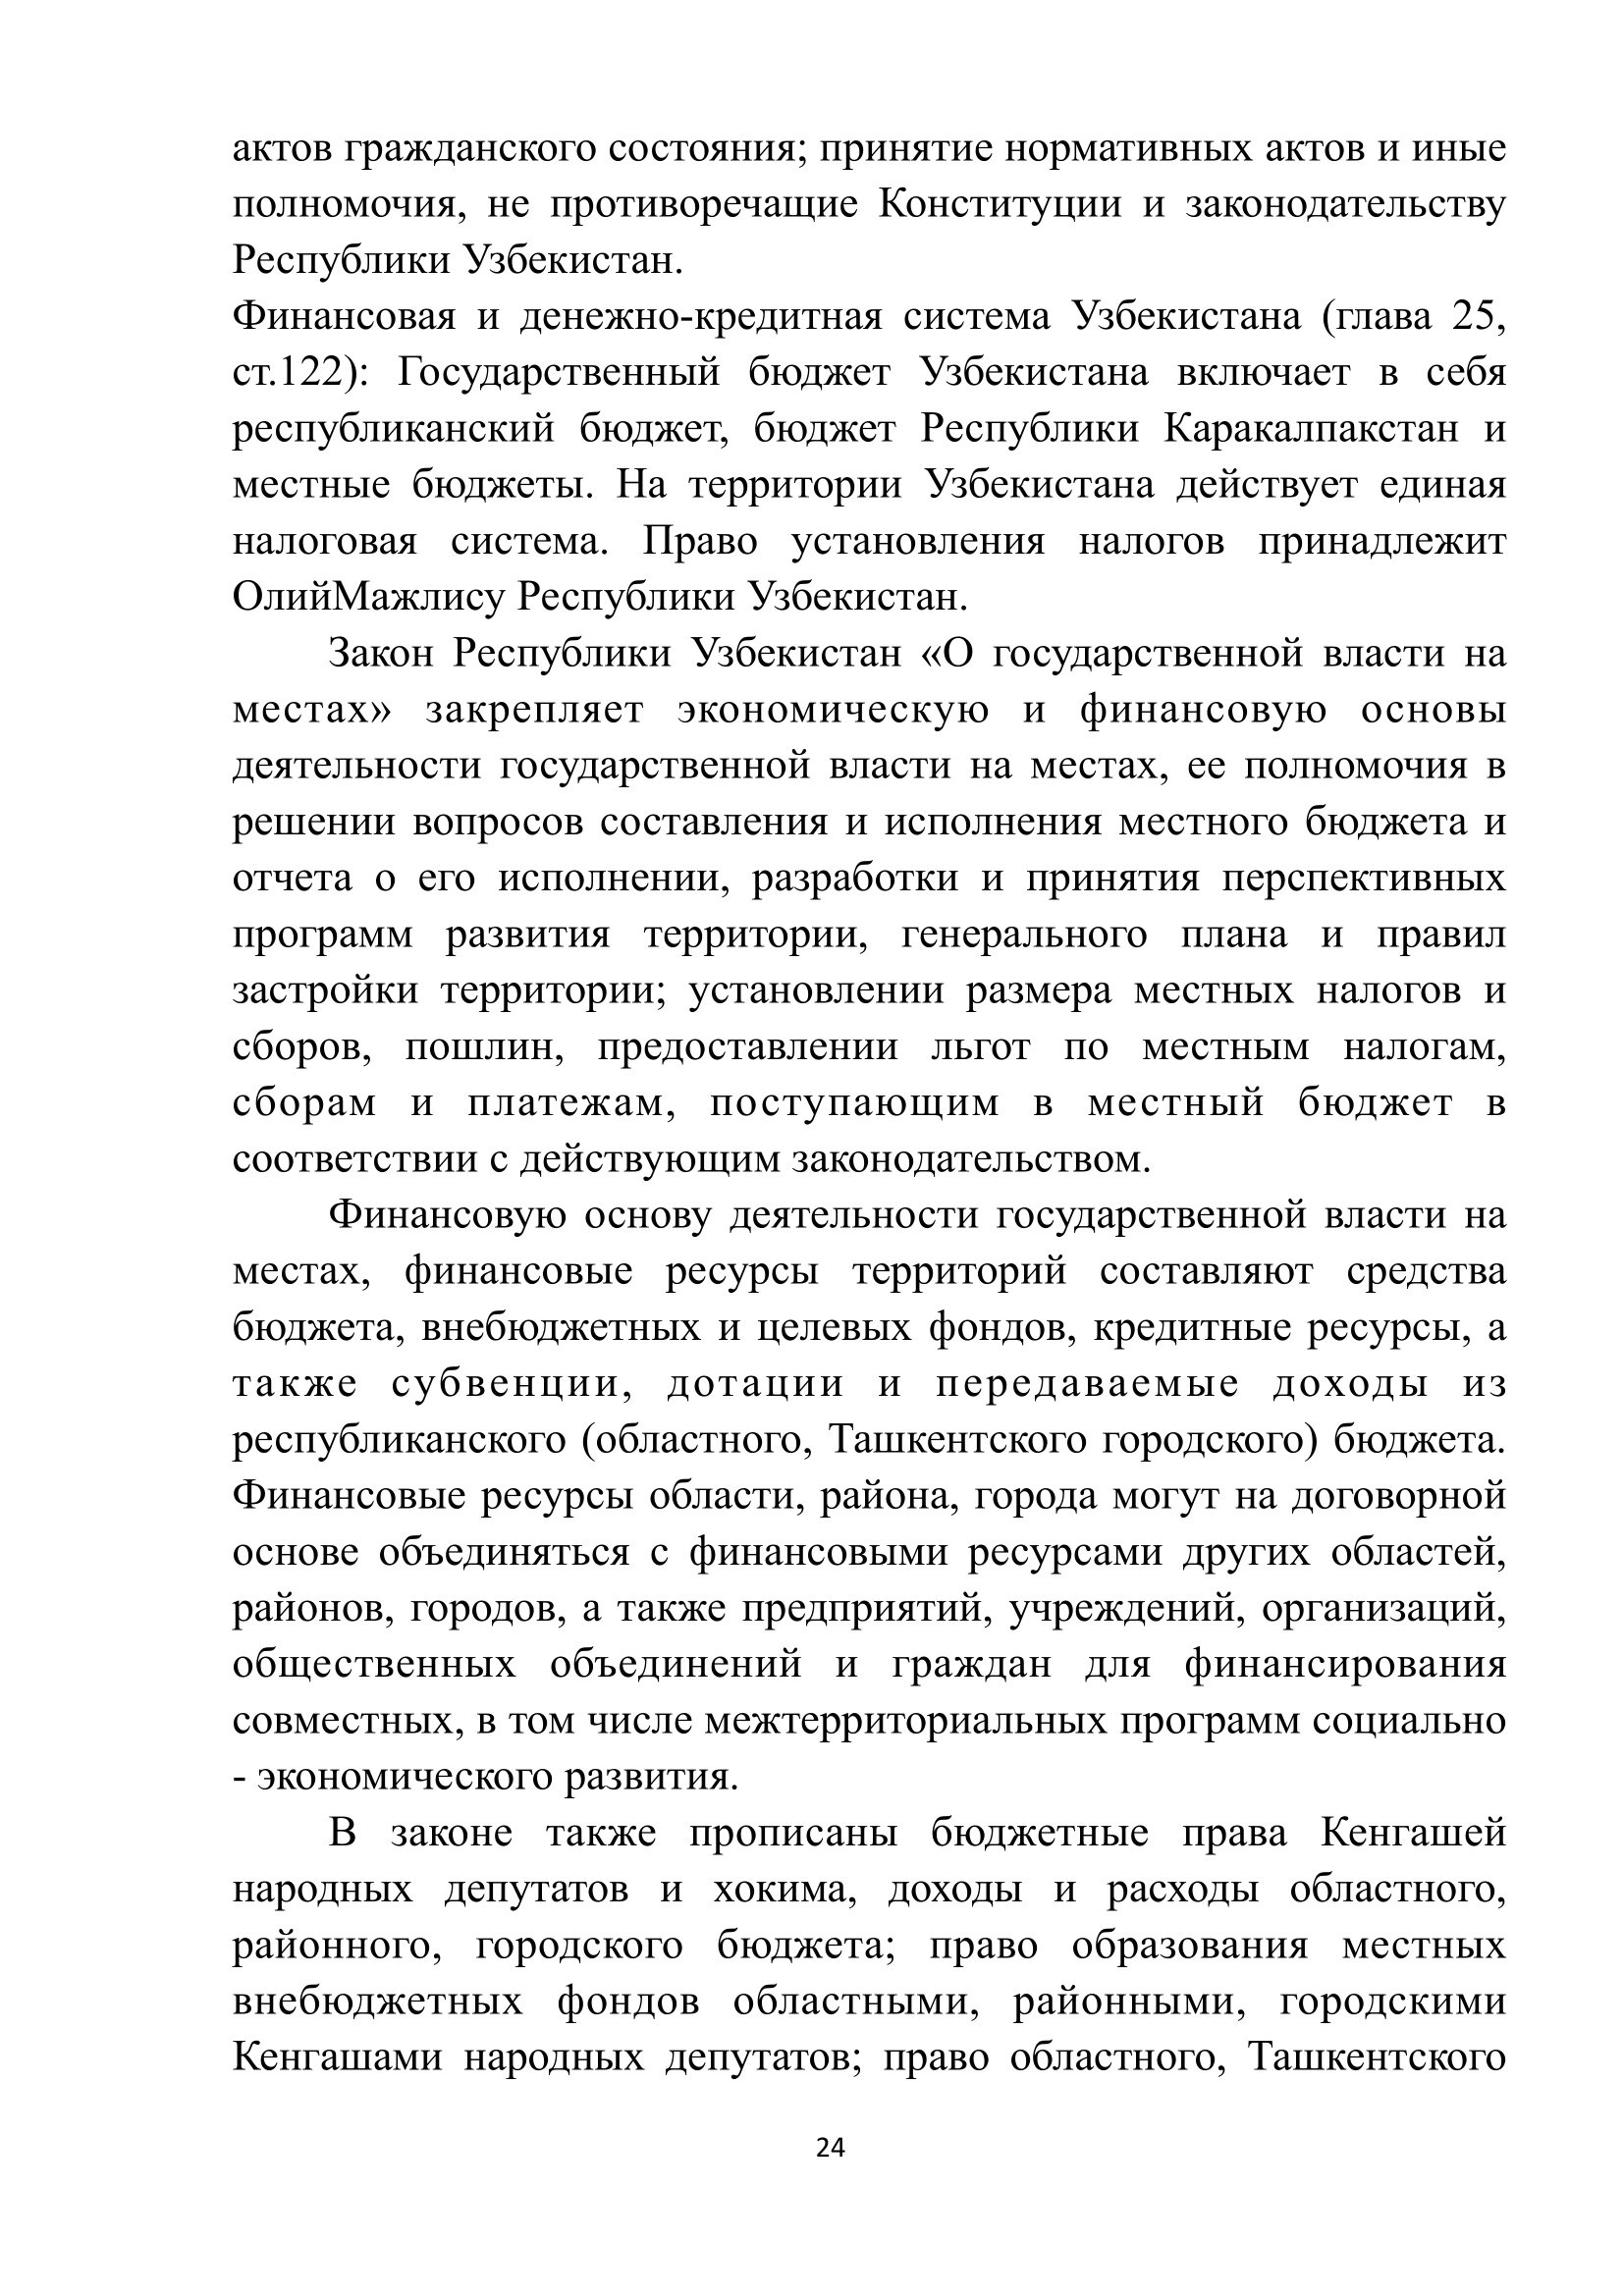 актов гражданского состояния; принятие нормативных актов и иные
полномочия, не противоречащие Конституции и законодательству
Республики Узбекистан.
Финансовая и денежно-кредитная система Узбекистана (глава 25,
ст.122): Государственный бюджет Узбекистана включает в себя
республиканский бюджет, бюджет Республики Каракалпакстан и
местные бюджеты. На территории Узбекистана действует единая
налоговая система. Право установления налогов принадлежит
ОлийМажлису Республики Узбекистан.
Закон Республики Узбекистан «О государственной власти на
местах» закрепляет экономическую и финансовую основы
деятельности государственной власти на местах, ее полномочия в
решении вопросов составления и исполнения местного бюджета и
отчета о его исполнении, разработки и принятия перспективных
программ развития территории, генерального плана и правил
застройки территории; установлении размера местных налогов и
сборов, пошлин, предоставлении льгот по местным налогам,
сборам и платежам, поступающим в местный бюджет в
соответствии с действующим законодательством.
Финансовую основу деятельности государственной власти на
местах, финансовые ресурсы территорий составляют средства
бюджета, внебюджетных и целевых фондов, кредитные ресурсы, а
также субвенции, дотации и передаваемые доходы из
республиканского (областного, Ташкентского городского) бюджета.
Финансовые ресурсы области, района, города могут на договорной
основе объединяться с финансовыми ресурсами других областей,
районов, городов, а также предприятий, учреждений, организаций,
общественных объединений и граждан для финансирования
совместных, в том числе межтерриториальных программ социально
- экономического развития.
В законе также прописаны бюджетные права Кенгашей
народных депутатов и хокима, доходы и расходы областного,
районного, городского бюджета; право образования местных
внебюджетных фондов областными, районными, городскими
Кенгашами народных депутатов; право областного, Ташкентского
24